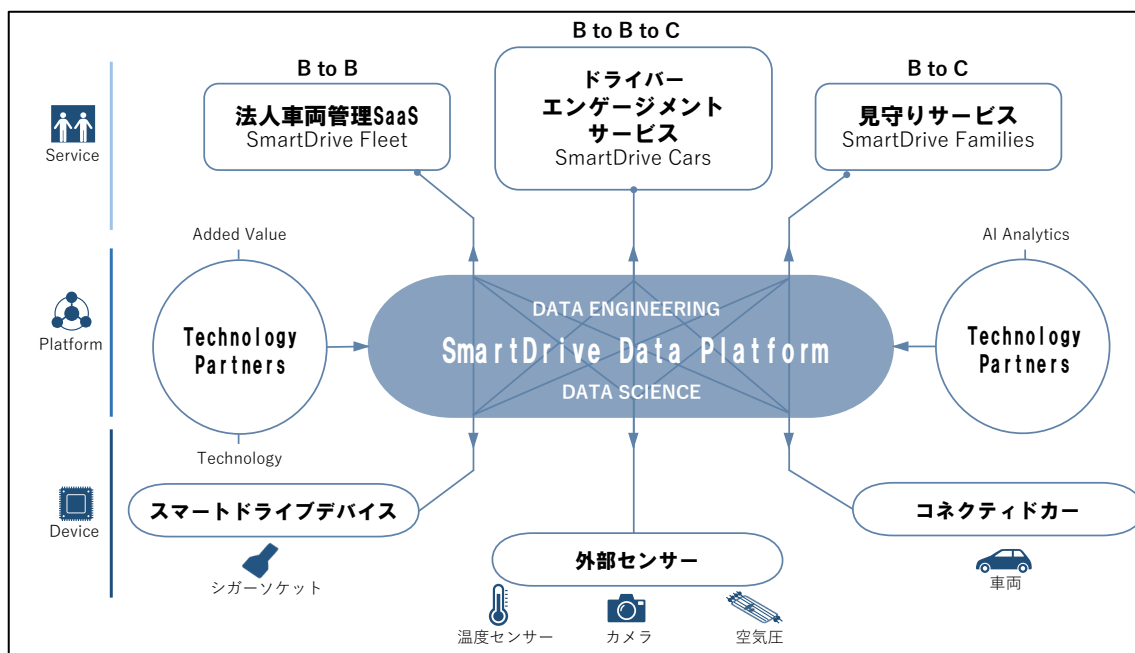 B to B
B to B to C
B to C
法人車両管理SaaS
SmartDrive Fleet
ドライバー
エンゲージメント
サービス
SmartDrive Cars
見守りサービス
SmartDrive Families
Service
Added Value
AI Analytics
Platform
Technology
Partners
DATA ENGINEERING
SmartDrive Data Platform
DATA SCIENCE
Technology
Partners
Technology
Device
スマートドライブデバイス
シガーソケット
外部センサー
温度センサー
カメラ
空気圧
コネクティドカー
車両